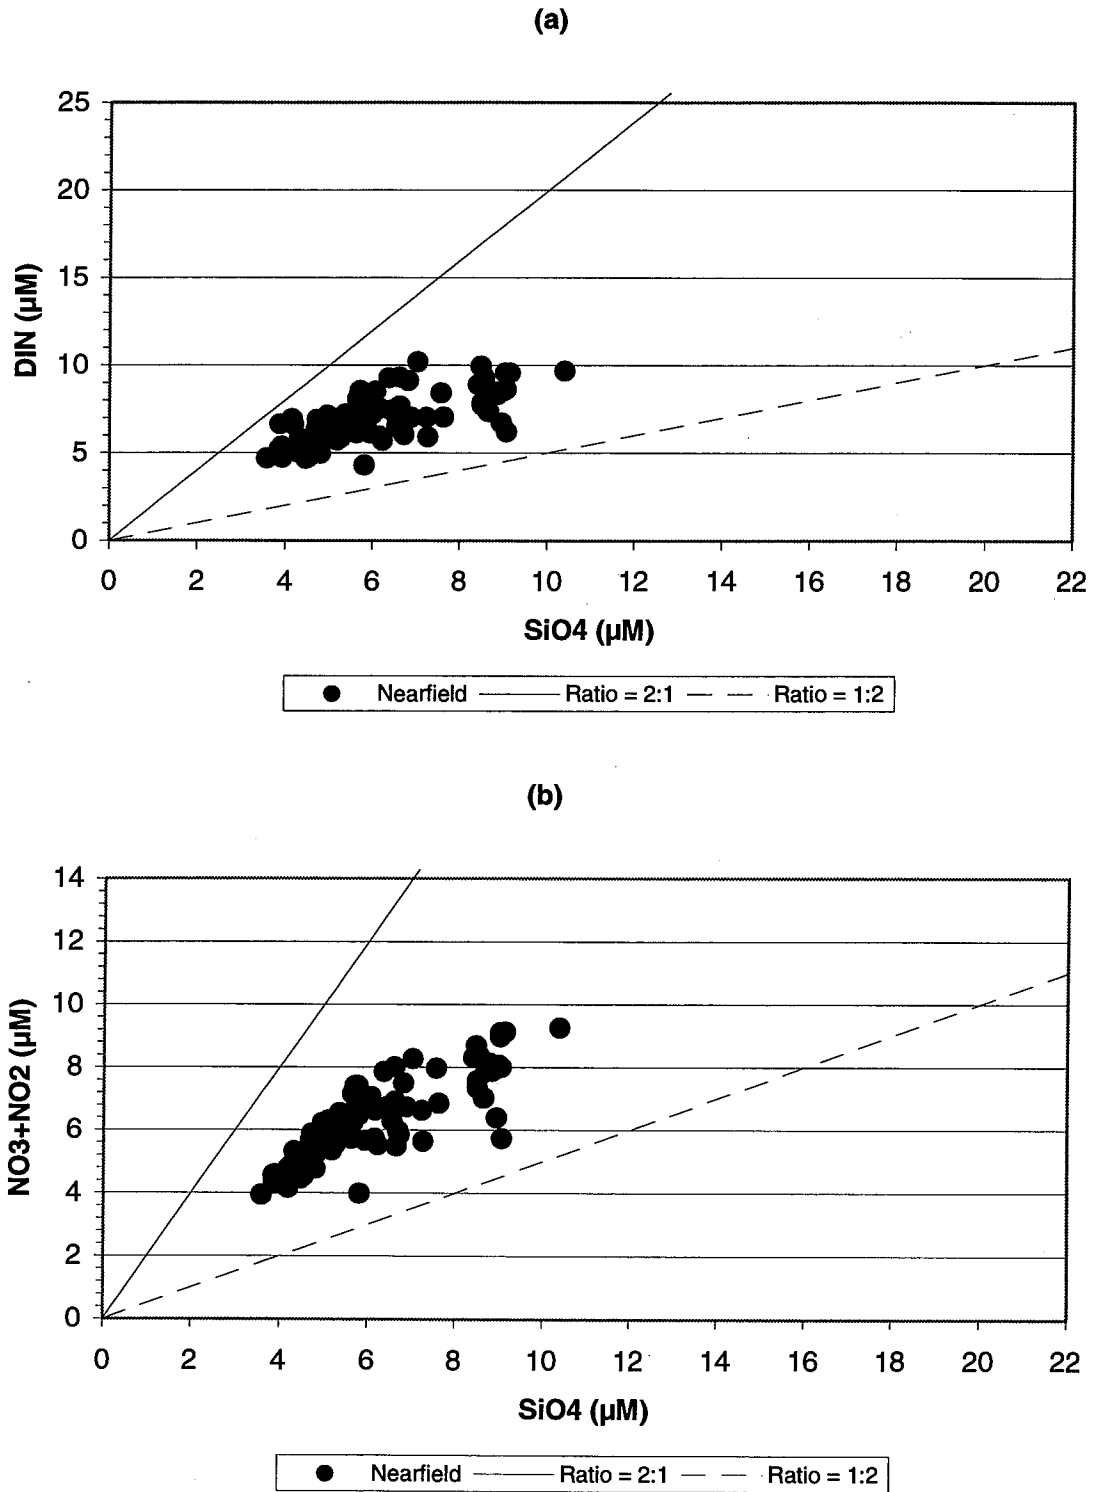 (a)
25
20
15
10
5
0
DIN (µM)
0 2 4 6 8 10 12 14 16 18 20 22
SiO4 (µM)
Nearfield Ratio = 2:1 Ratio = 1:2
(b)
14
12
10
8
6
4
2
0
NO3+NO2 (µM)
0 2 4 6 8 10 12 14 16 18 20 22
SiO4 (µM)
Nearfield Ratio = 2:1 Ratio = 1:2